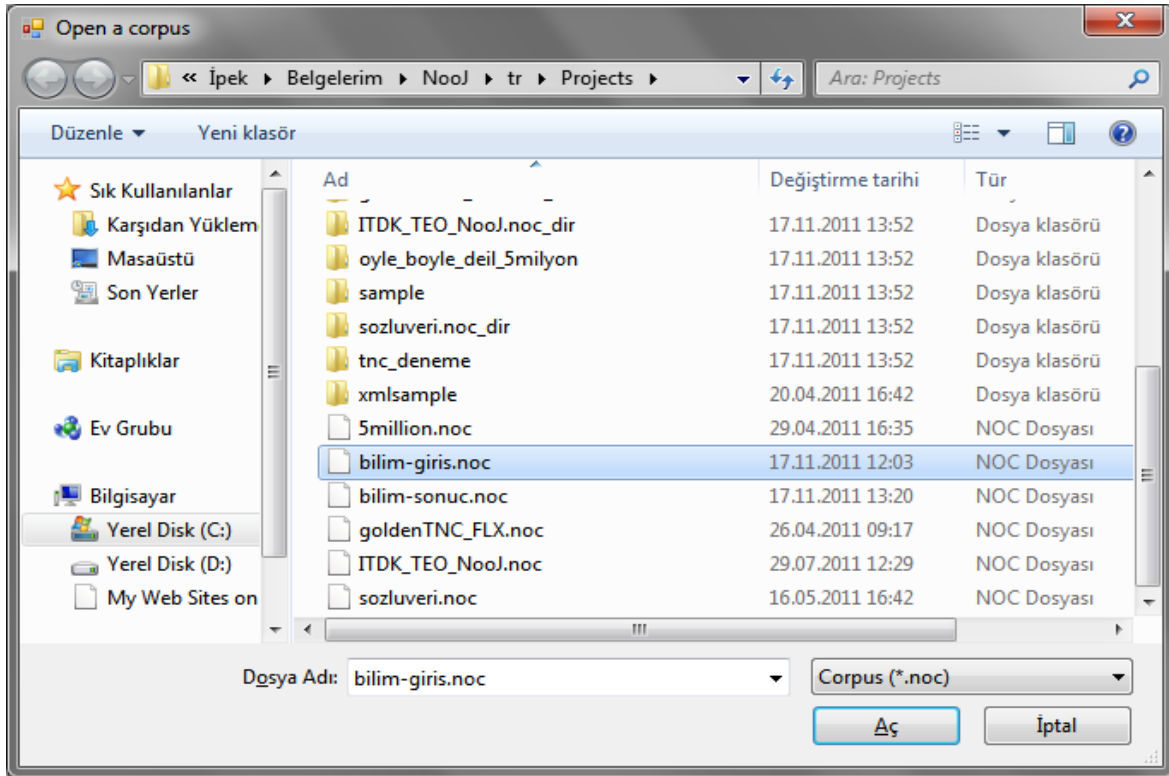 Open a corpus
« İpek ▸ Belgelerim ▸ NooJ ▸ tr ▸ Projects ▸
Ara: Projects
Düzenle Yeni klasör
Sık Kullanılanlar
Karşıdan Yüklem
Masaüstü
Son Yerler
Kitaplıklar
Ev Grubu
Bilgisayar
Yerel Disk (C:)
Yerel Disk (D:)
My Web Sites on
Ad Değiştirme tarihi Tür
ITDK_TEO_NooJ.noc_dir 17.11.2011 13:52 Dosya klasörü
oyle_boyle_deil_5milyon 17.11.2011 13:52 Dosya klasörü
sample 17.11.2011 13:52 Dosya klasörü
sozluveri.noc_dir 17.11.2011 13:52 Dosya klasörü
tnc_deneme 17.11.2011 13:52 Dosya klasörü
xmlsample 20.04.2011 16:42 Dosya klasörü
5million.noc 29.04.2011 16:35 NOC Dosyası
bilim-giris.noc 17.11.2011 12:03 NOC Dosyası
bilim-sonuc.noc 17.11.2011 13:20 NOC Dosyası
goldenTNC_FLX.noc 26.04.2011 09:17 NOC Dosyası
ITDK_TEO_NooJ.noc 29.07.2011 12:29 NOC Dosyası
sozluveri.noc 16.05.2011 16:42 NOC Dosyası
Dosya Adı: bilim-giris.noc Corpus (*.noc)
Aç İptal